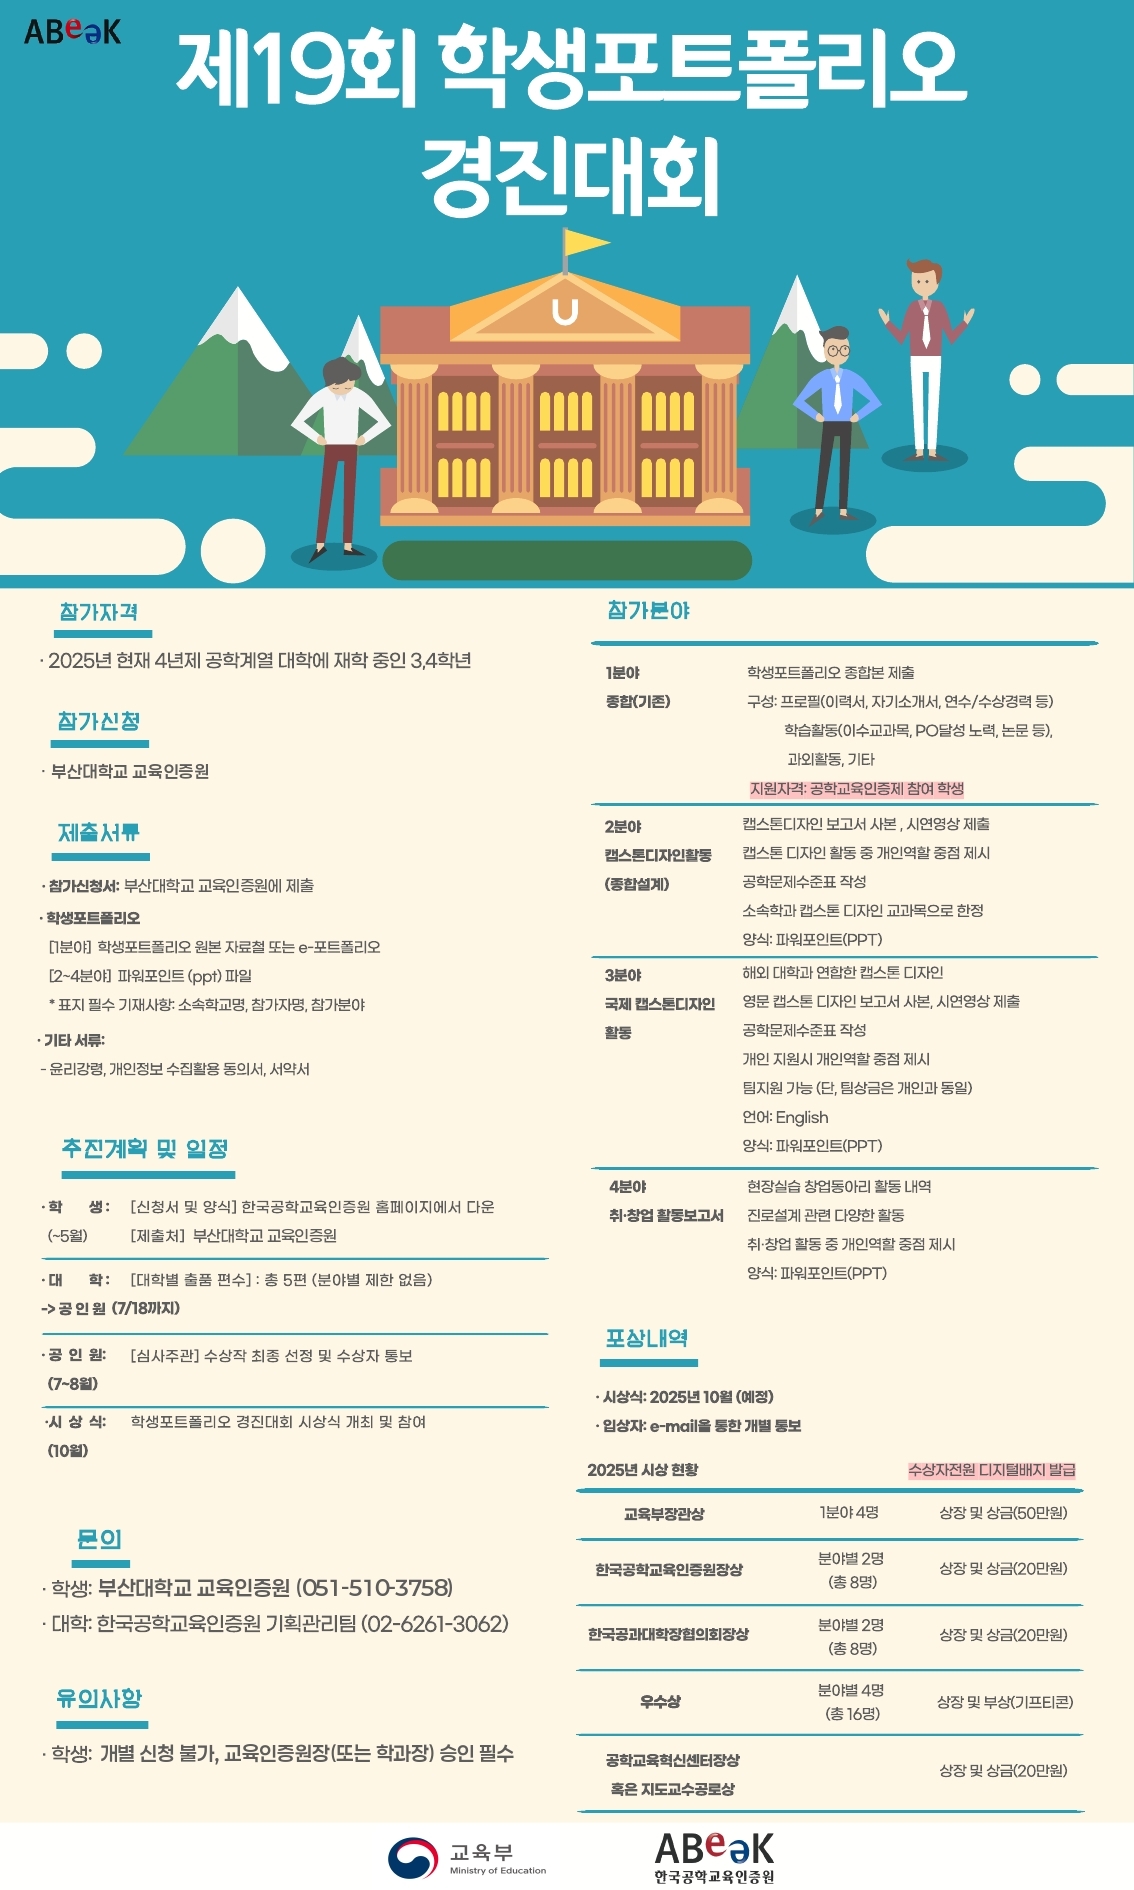 ABeeK
제19회 학생포트폴리오
경진대회
U
참가자격
· 2025년 현재 4년제 공학계열 대학에 재학 중인 3,4학년
참가신청
· 부산대학교 교육인증원
제출서류
· 참가신청서: 부산대학교 교육인증원에 제출
· 학생포트폴리오
[1분야] 학생포트폴리오 원본 자료철 또는 e-포트폴리오
[2~4분야] 파워포인트 (ppt) 파일
* 표지 필수 기재사항: 소속학교명, 참가자명, 참가분야
· 기타 서류:
- 윤리강령, 개인정보 수집활용 동의서, 서약서
추진계획 및 일정
· 학 생 : [신청서 및 양식] 한국공학교육인증원 홈페이지에서 다운
(~5월) [제출처] 부산대학교 교육인증원
· 대 학 : [대학별 출품 편수] : 총 5편 (분야별 제한 없음)
-> 공 인 원 (7/18까지)
· 공 인 원: [심사주관] 수상작 최종 선정 및 수상자 통보
(7~8월)
·시 상 식: 학생포트폴리오 경진대회 시상식 개최 및 참여
(10월)
문의
· 학생: 부산대학교 교육인증원 (051-510-3758)
· 대학: 한국공학교육인증원 기획관리팀 (02-6261-3062)
유의사항
· 학생: 개별 신청 불가, 교육인증원장(또는 학과장) 승인 필수
참가분야
1분야 학생포트폴리오 종합본 제출
종합(기존) 구성: 프로필(이력서, 자기소개서, 연수/수상경력 등)
학습활동(이수교과목, PO달성 노력, 논문 등),
과외활동, 기타
지원자격: 공학교육인증제 참여 학생
2분야 캡스톤디자인 보고서 사본 , 시연영상 제출
캡스톤디자인활동 캡스톤 디자인 활동 중 개인역할 중점 제시
(종합설계) 공학문제수준표 작성
소속학과 캡스톤 디자인 교과목으로 한정
양식: 파워포인트(PPT)
3분야 해외 대학과 연합한 캡스톤 디자인
국제 캡스톤디자인 영문 캡스톤 디자인 보고서 사본, 시연영상 제출
활동 공학문제수준표 작성
개인 지원시 개인역할 중점 제시
팀지원 가능 (단, 팀상금은 개인과 동일)
언어: English
양식: 파워포인트(PPT)
4분야 현장실습 창업동아리 활동 내역
취·창업 활동보고서 진로설계 관련 다양한 활동
취·창업 활동 중 개인역할 중점 제시
양식: 파워포인트(PPT)
포상내역
· 시상식: 2025년 10월 (예정)
· 입상자: e-mail을 통한 개별 통보
2025년 시상 현황 수상자전원 디지털배지 발급
교육부장관상 1분야 4명 상장 및 상금(50만원)
한국공학교육인증원장상 분야별 2명 (총 8명) 상장 및 상금(20만원)
한국공과대학장협의회장상 분야별 2명 (총 8명) 상장 및 상금(20만원)
우수상 분야별 4명 (총 16명) 상장 및 부상(기프티콘)
공학교육혁신센터장상
혹은 지도교수공로상 상장 및 상금(20만원)
교육부
Ministry of Education
ABeeK
한국공학교육인증원